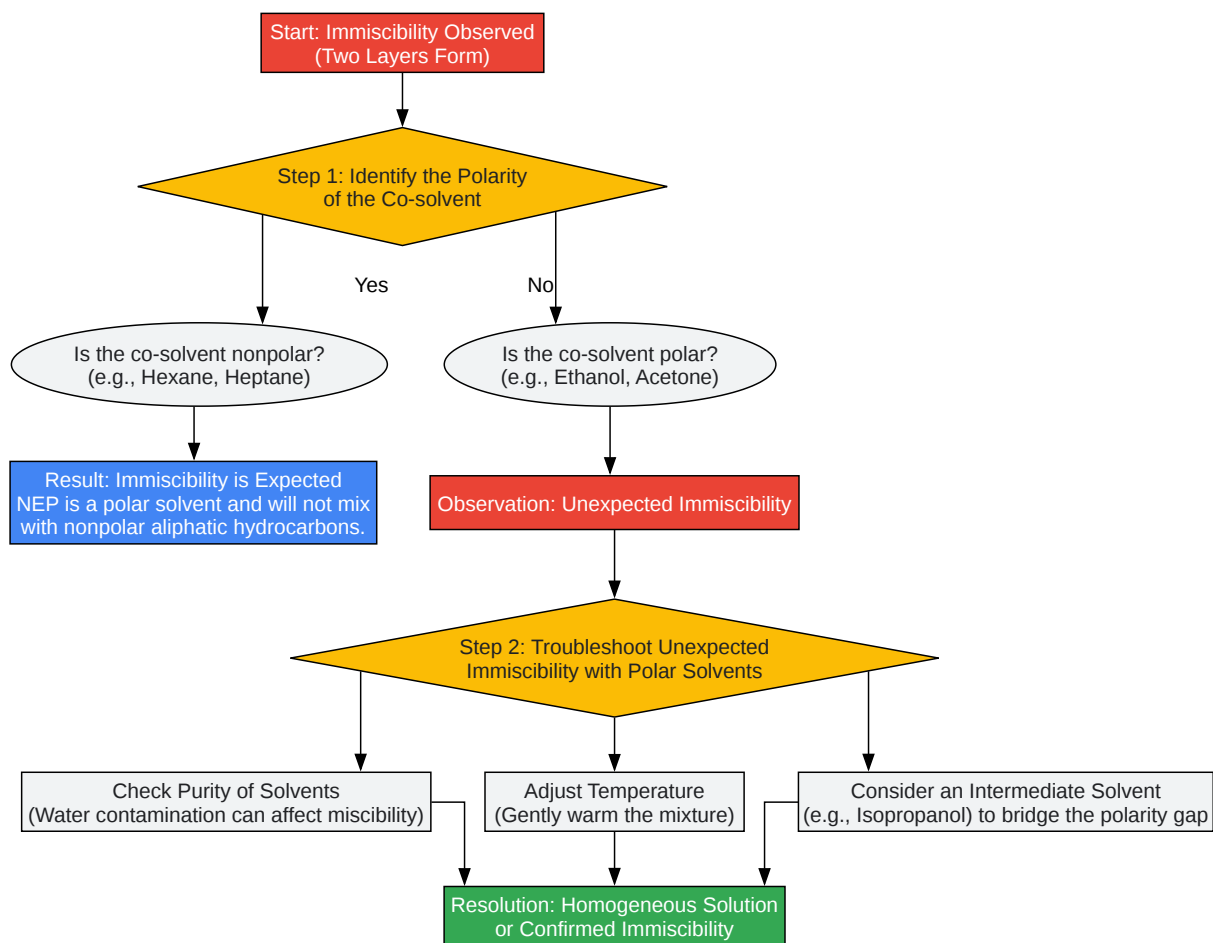 Start: Immiscibility Observed
(Two Layers Form)
Step 1: Identify the Polarity
of the Co-solvent
Yes
No
Is the co-solvent nonpolar?
(e.g., Hexane, Heptane)
Is the co-solvent polar?
(e.g., Ethanol, Acetone)
Result: Immiscibility is Expected
NEP is a polar solvent and will not mix
with nonpolar aliphatic hydrocarbons.
Observation: Unexpected Immiscibility
Step 2: Troubleshoot Unexpected
Immiscibility with Polar Solvents
Check Purity of Solvents
(Water contamination can affect miscibility)
Adjust Temperature
(Gently warm the mixture)
Consider an Intermediate Solvent
(e.g., Isopropanol) to bridge the polarity gap
Resolution: Homogeneous Solution
or Confirmed Immiscibility